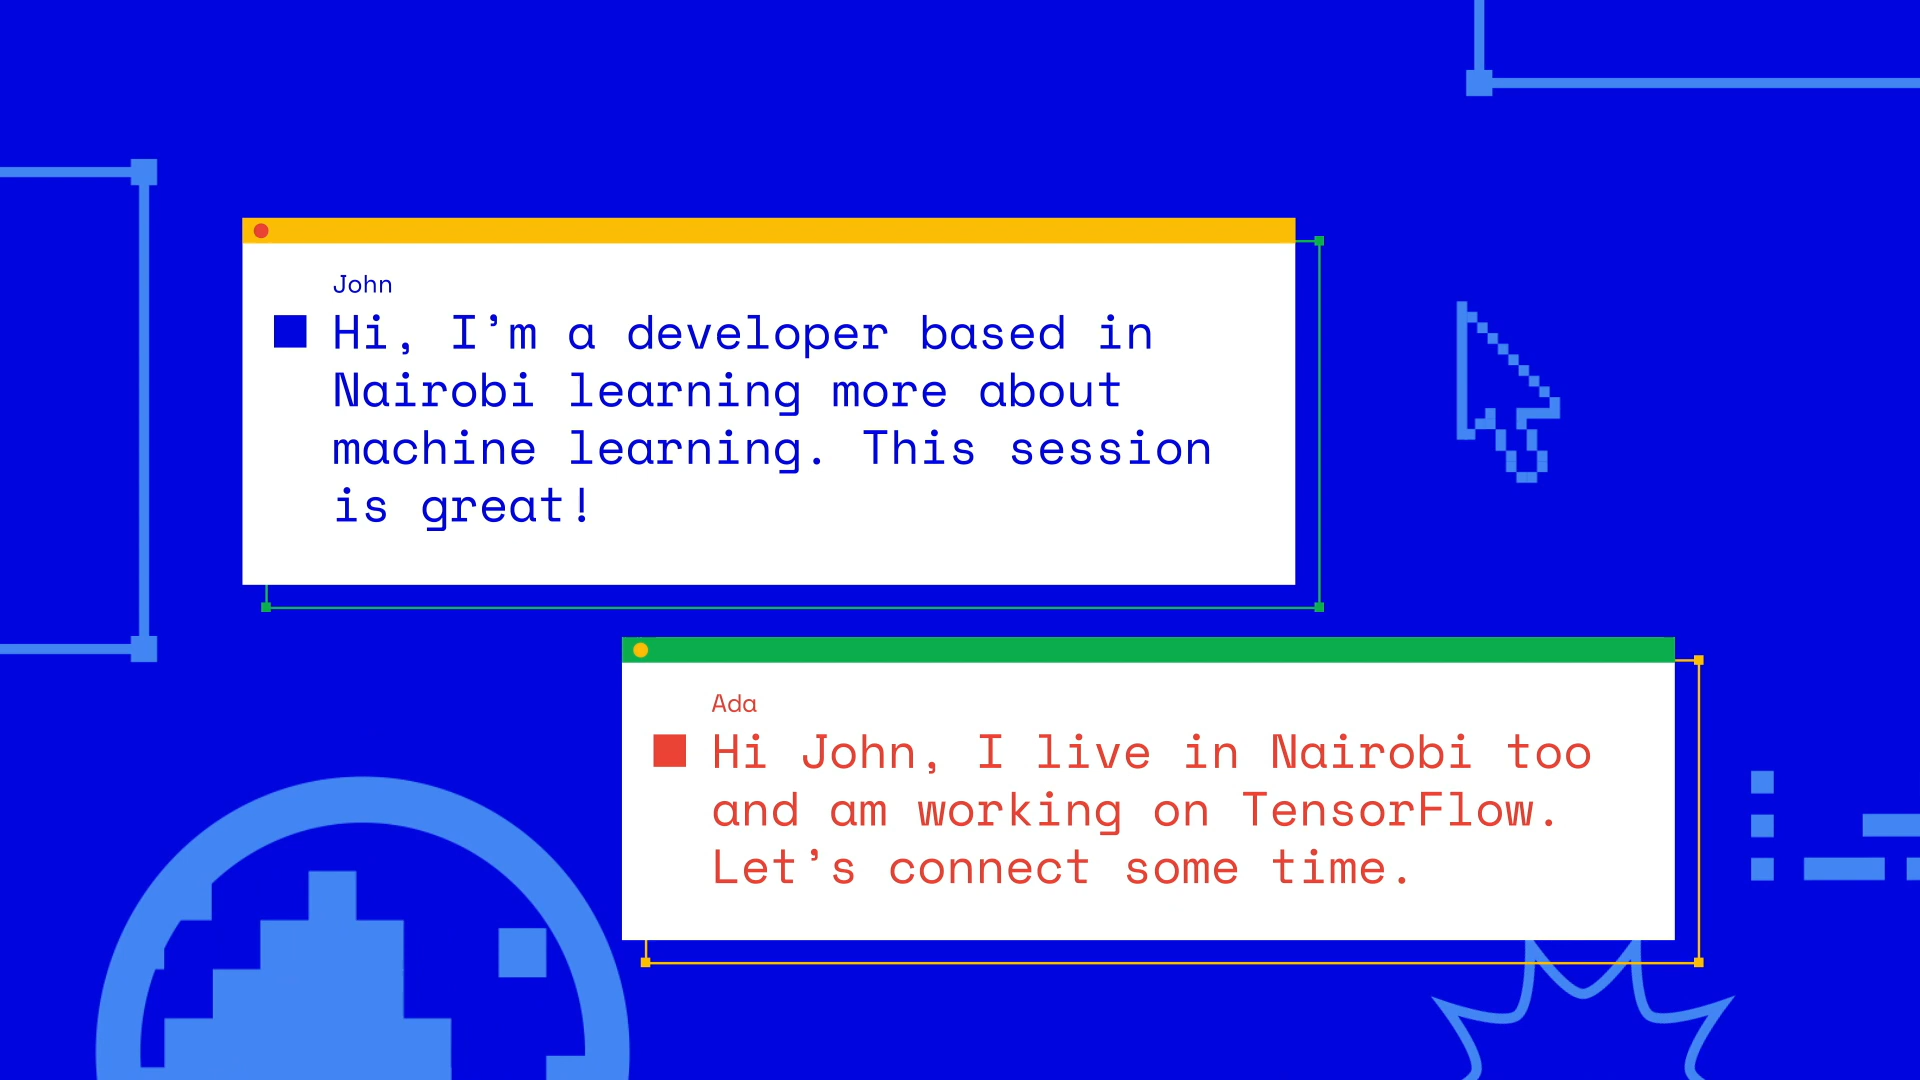 John
Hi, I’m a developer based in
Nairobi learning more about
machine learning. This session
is great!
Ada
Hi John, I live in Nairobi too
and am working on TensorFlow.
Let’s connect some time.